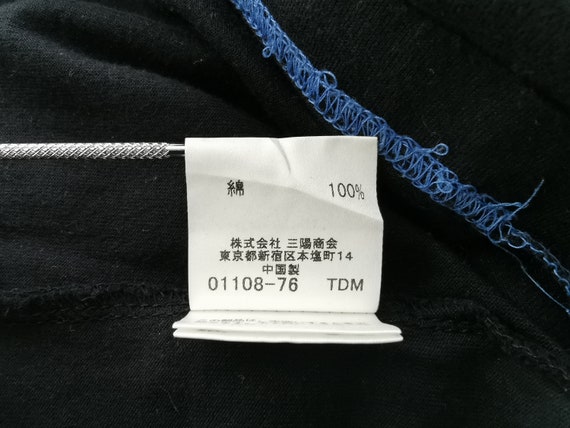 綿 100%
株式会社 三陽商会
東京都新宿区本塩町14
中国製
01108-76 TDM